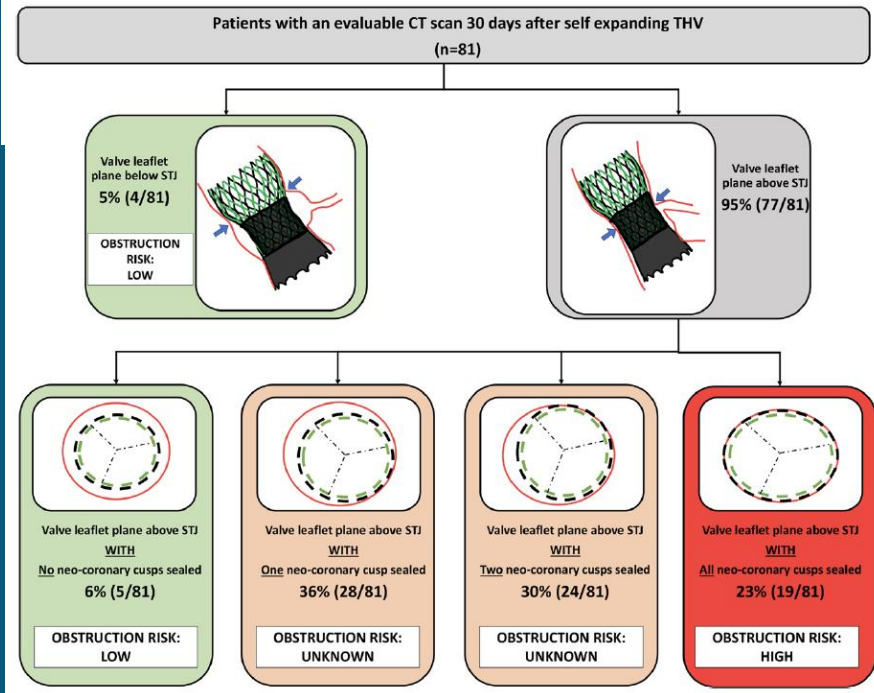 Patients with an evaluable CT scan 30 days after self expanding THV
(n=81)
Valve leaflet
plane below STJ
5% (4/81)
OBSTRUCTION
RISK:
LOW
Valve leaflet
plane above STJ
95% (77/81)
Valve leaflet plane above STJ
WITH
No neo-coronary cusps sealed
6% (5/81)
OBSTRUCTION RISK:
LOW
Valve leaflet plane above STJ
WITH
One neo-coronary cusp sealed
36% (28/81)
OBSTRUCTION RISK:
UNKNOWN
Valve leaflet plane above STJ
WITH
Two neo-coronary cusps sealed
30% (24/81)
OBSTRUCTION RISK:
UNKNOWN
Valve leaflet plane above STJ
WITH
All neo-coronary cusps sealed
23% (19/81)
OBSTRUCTION RISK:
HIGH